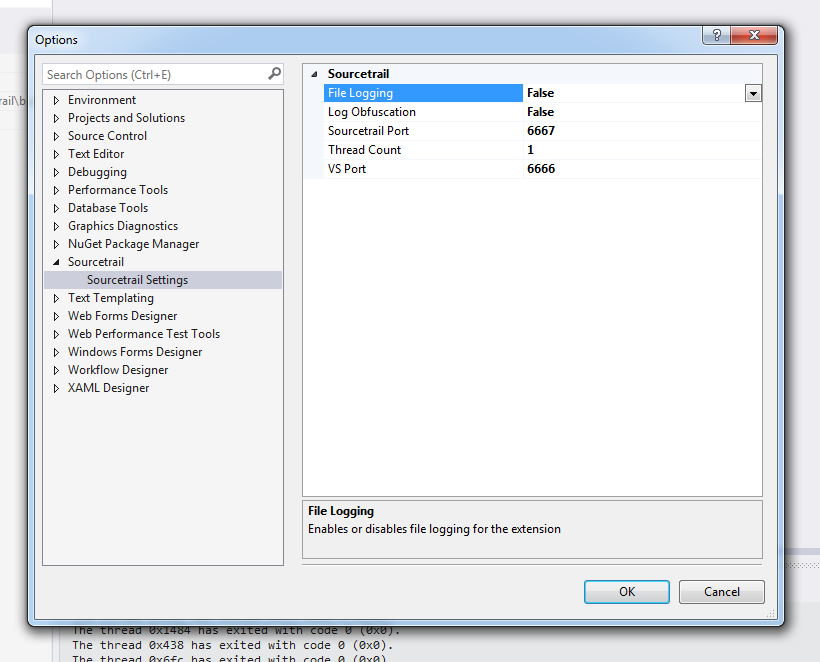 Options
Search Options (Ctrl+E)
Environment
Projects and Solutions
Source Control
Text Editor
Debugging
Performance Tools
Database Tools
Graphics Diagnostics
NuGet Package Manager
Sourcetrail
Sourcetrail Settings
Text Templating
Web Forms Designer
Web Performance Test Tools
Windows Forms Designer
Workflow Designer
XAML Designer
Sourcetrail
File Logging False
Log Obfuscation False
Sourcetrail Port 6667
Thread Count 1
VS Port 6666
File Logging
Enables or disables file logging for the extension
OK Cancel
rail\b
The thread 0x1484 has exited with code 0 (0x0).
The thread 0x438 has exited with code 0 (0x0).
The thread 0x6fc has exited with code 0 (0x0)